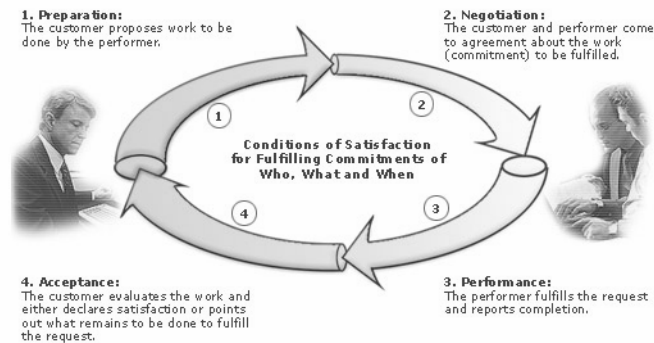 1. Preparation:
The customer proposes work to be
done by the performer.
2. Negotiation:
The customer and performer come
to agreement about the work
(commitment) to be fulfilled.
1
2
Conditions of Satisfaction
for Fulfilling Commitments of
Who, What and When
4
3
4. Acceptance:
The customer evaluates the work and
either declares satisfaction or points
out what remains to be done to fulfill
the request.
3. Performance:
The performer fulfills the request
and reports completion.